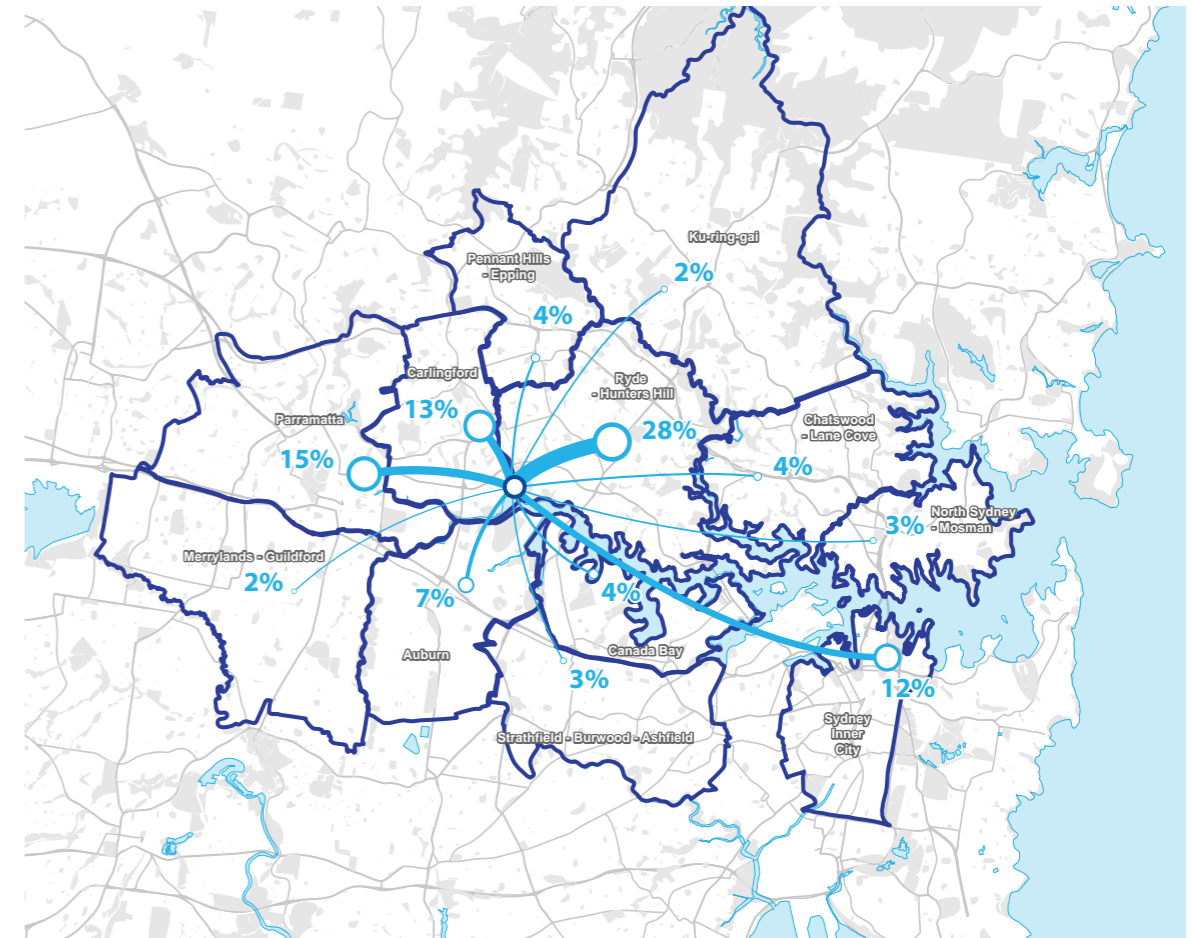 Ku-ring-gai
2%
Pennant Hills
- Epping
4%
Carlingford
13%
Ryde
- Hunters Hill
28%
Parramatta
15%
Chatswood
- Lane Cove
4%
North Sydney
- Mosman
3%
Merrylands - Guildford
2%
7%
Auburn
4%
Canada Bay
3%
Strathfield - Burwood - Ashfield
12%
Sydney
Inner
City